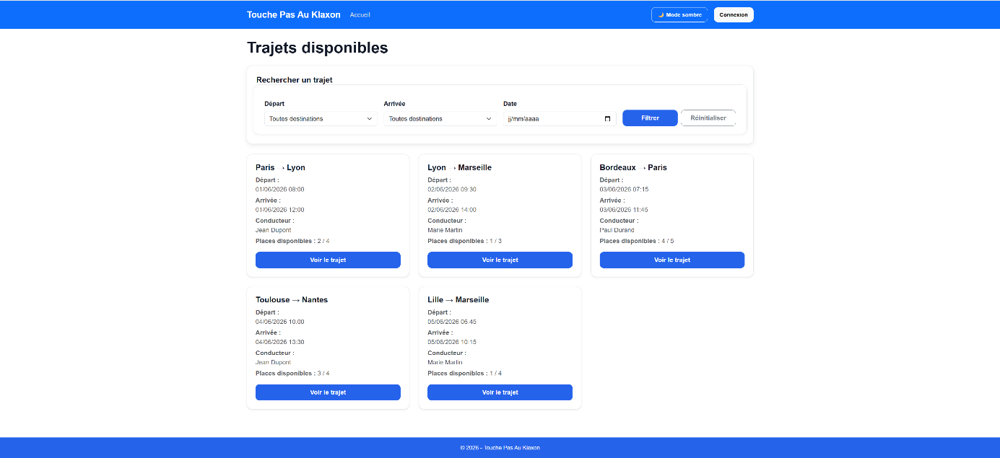 Touche Pas Au Klaxon Accueil 🌙 Mode sombre Connexion
Trajets disponibles
Rechercher un trajet
Départ Arrivée Date
Toutes destinations Toutes destinations jj/mm/aaaa Filtrer Réinitialiser
Paris → Lyon
Départ :
01/06/2026 08:00
Arrivée :
01/06/2026 12:00
Conducteur :
Jean Dupont
Places disponibles : 2 / 4
Voir le trajet
Lyon → Marseille
Départ :
02/06/2026 09:30
Arrivée :
02/06/2026 14:00
Conducteur :
Marie Martin
Places disponibles : 1 / 3
Voir le trajet
Bordeaux → Paris
Départ :
03/06/2026 07:15
Arrivée :
03/06/2026 11:45
Conducteur :
Paul Durand
Places disponibles : 4 / 5
Voir le trajet
Toulouse → Nantes
Départ :
04/06/2026 10:00
Arrivée :
04/06/2026 13:30
Conducteur :
Jean Dupont
Places disponibles : 3 / 4
Voir le trajet
Lille → Marseille
Départ :
05/06/2026 06:45
Arrivée :
05/06/2026 10:15
Conducteur :
Marie Martin
Places disponibles : 1 / 4
Voir le trajet
© 2026 - Touche Pas Au Klaxon